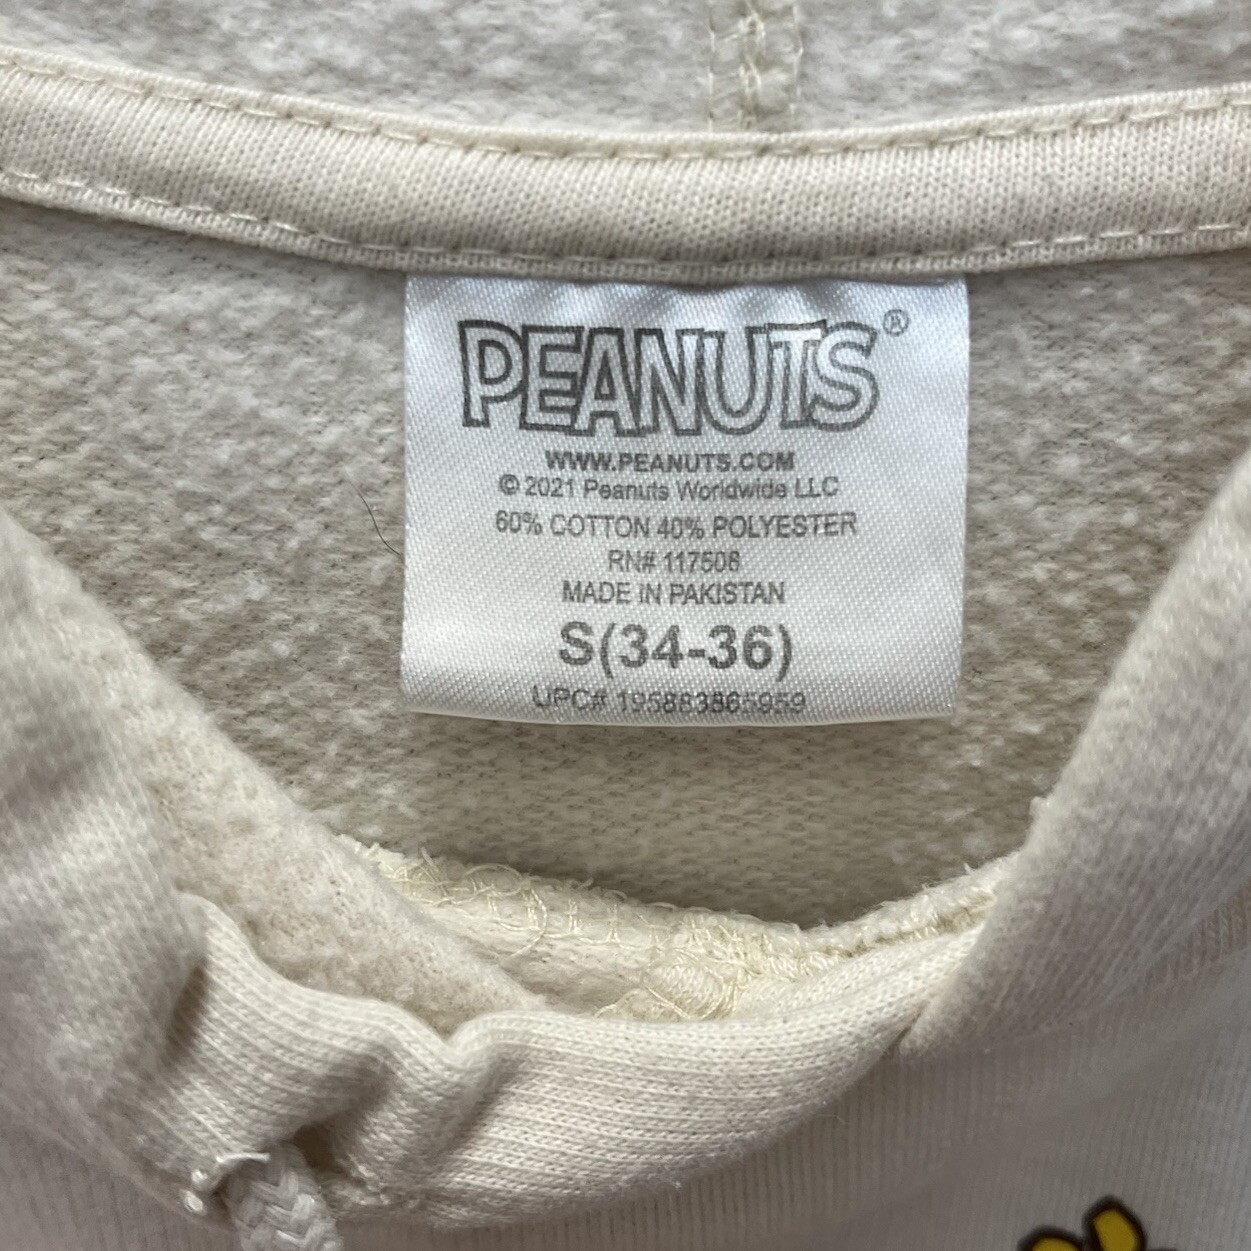 PEANUTS®
WWW.PEANUTS.COM
© 2021 Peanuts Worldwide LLC
60% COTTON 40% POLYESTER
RN# 117508
MADE IN PAKISTAN
S(34-36)
UPC# 195883865959